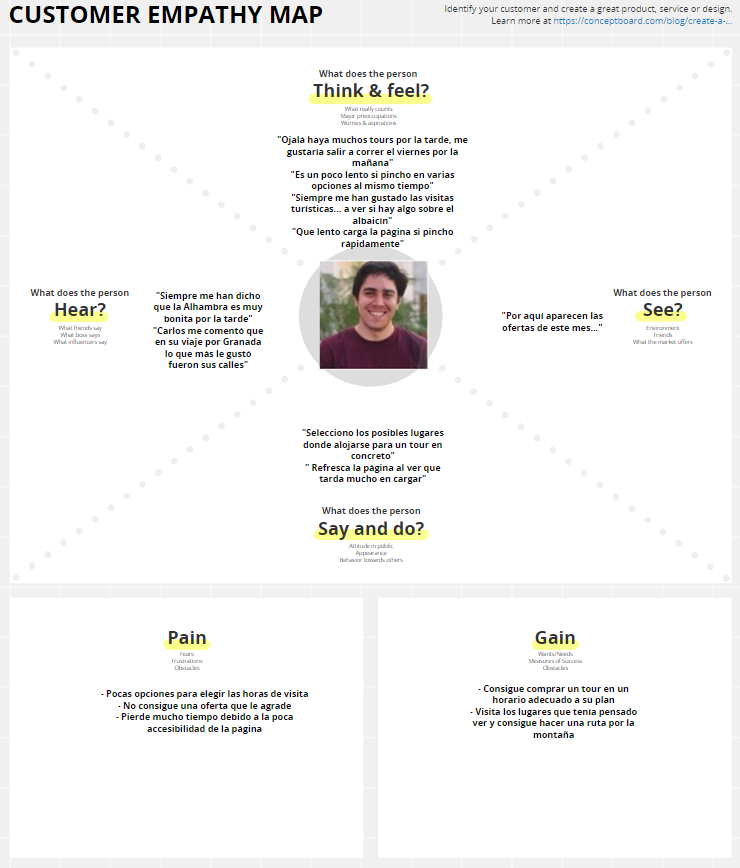 CUSTOMER EMPATHY MAP
Identify your customer and create a great product, service or design.
Learn more at https://conceptboard.com/blog/create-a-...
What does the person
Think & feel?
What really counts
Major preoccupations
Worries & aspirations
"Ojalá haya muchos tours por la tarde, me
gustaría salir a correr el viernes por la
mañana"
"Es un poco lento si pincho en varias
opciones al mismo tiempo"
"Siempre me han gustado las visitas
turísticas... a ver si hay algo sobre el
albaicín"
"Que lento carga la página si pincho
rápidamente"
What does the person
Hear?
What friends say
What boss says
What influencers say
"Siempre me han dicho
que la Alhambra es muy
bonita por la tarde"
"Carlos me comentó que
en su viaje por Granada
lo que más le gustó
fueron sus calles"
"Por aquí aparecen las
ofertas de este mes..."
What does the person
See?
Environment
Friends
What the market offers
"Selecciono los posibles lugares
donde alojarse para un tour en
concreto"
" Refresca la página al ver que
tarda mucho en cargar"
What does the person
Say and do?
Attitude in public
Appearance
Behavior towards others
Pain
Fears
Frustrations
Obstacles
- Pocas opciones para elegir las horas de visita
- No consigue una oferta que le agrade
- Pierde mucho tiempo debido a la poca
accesibilidad de la página
Gain
Wants/Needs
Measures of Success
Obstacles
- Consigue comprar un tour en un
horario adecuado a su plan
- Visita los lugares que tenía pensado
ver y consigue hacer una ruta por la
montaña